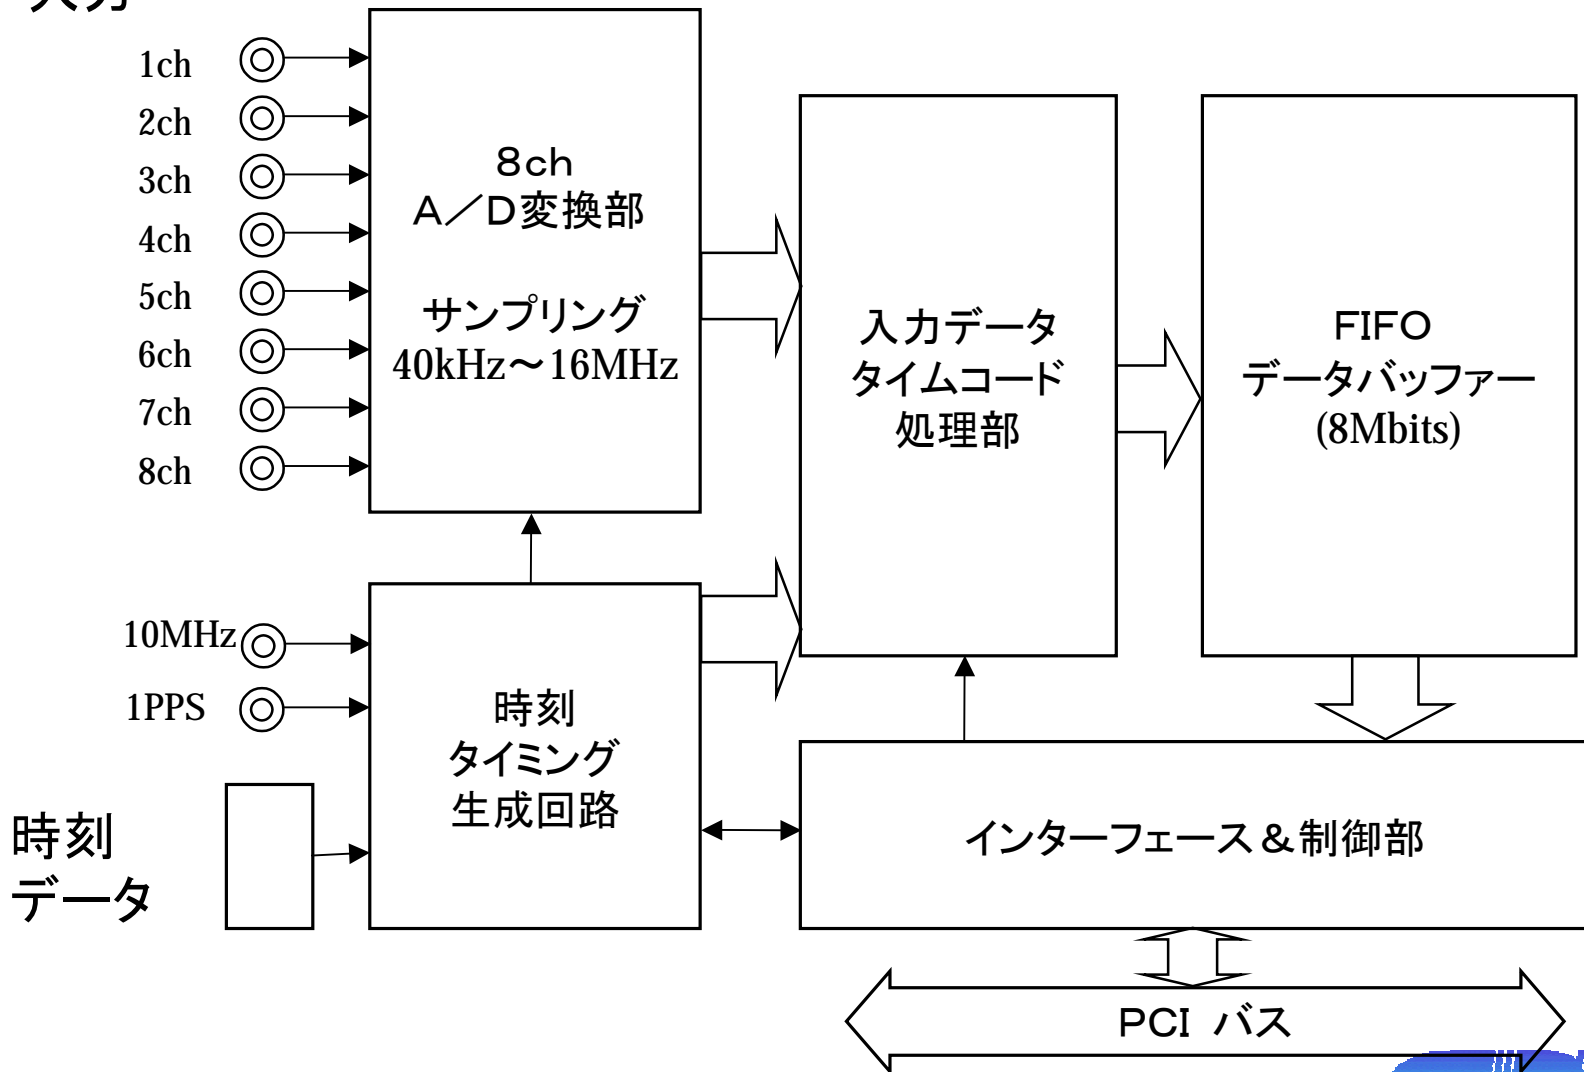 入力
1ch
2ch
3ch
4ch
5ch
6ch
7ch
8ch
8ch
A／D変換部
サンプリング
40kHz～16MHz
入力データ
タイムコード
処理部
FIFO
データバッファー
(8Mbits)
10MHz
1PPS
時刻
データ
時刻
タイミング
生成回路
インターフェース＆制御部
PCI バス